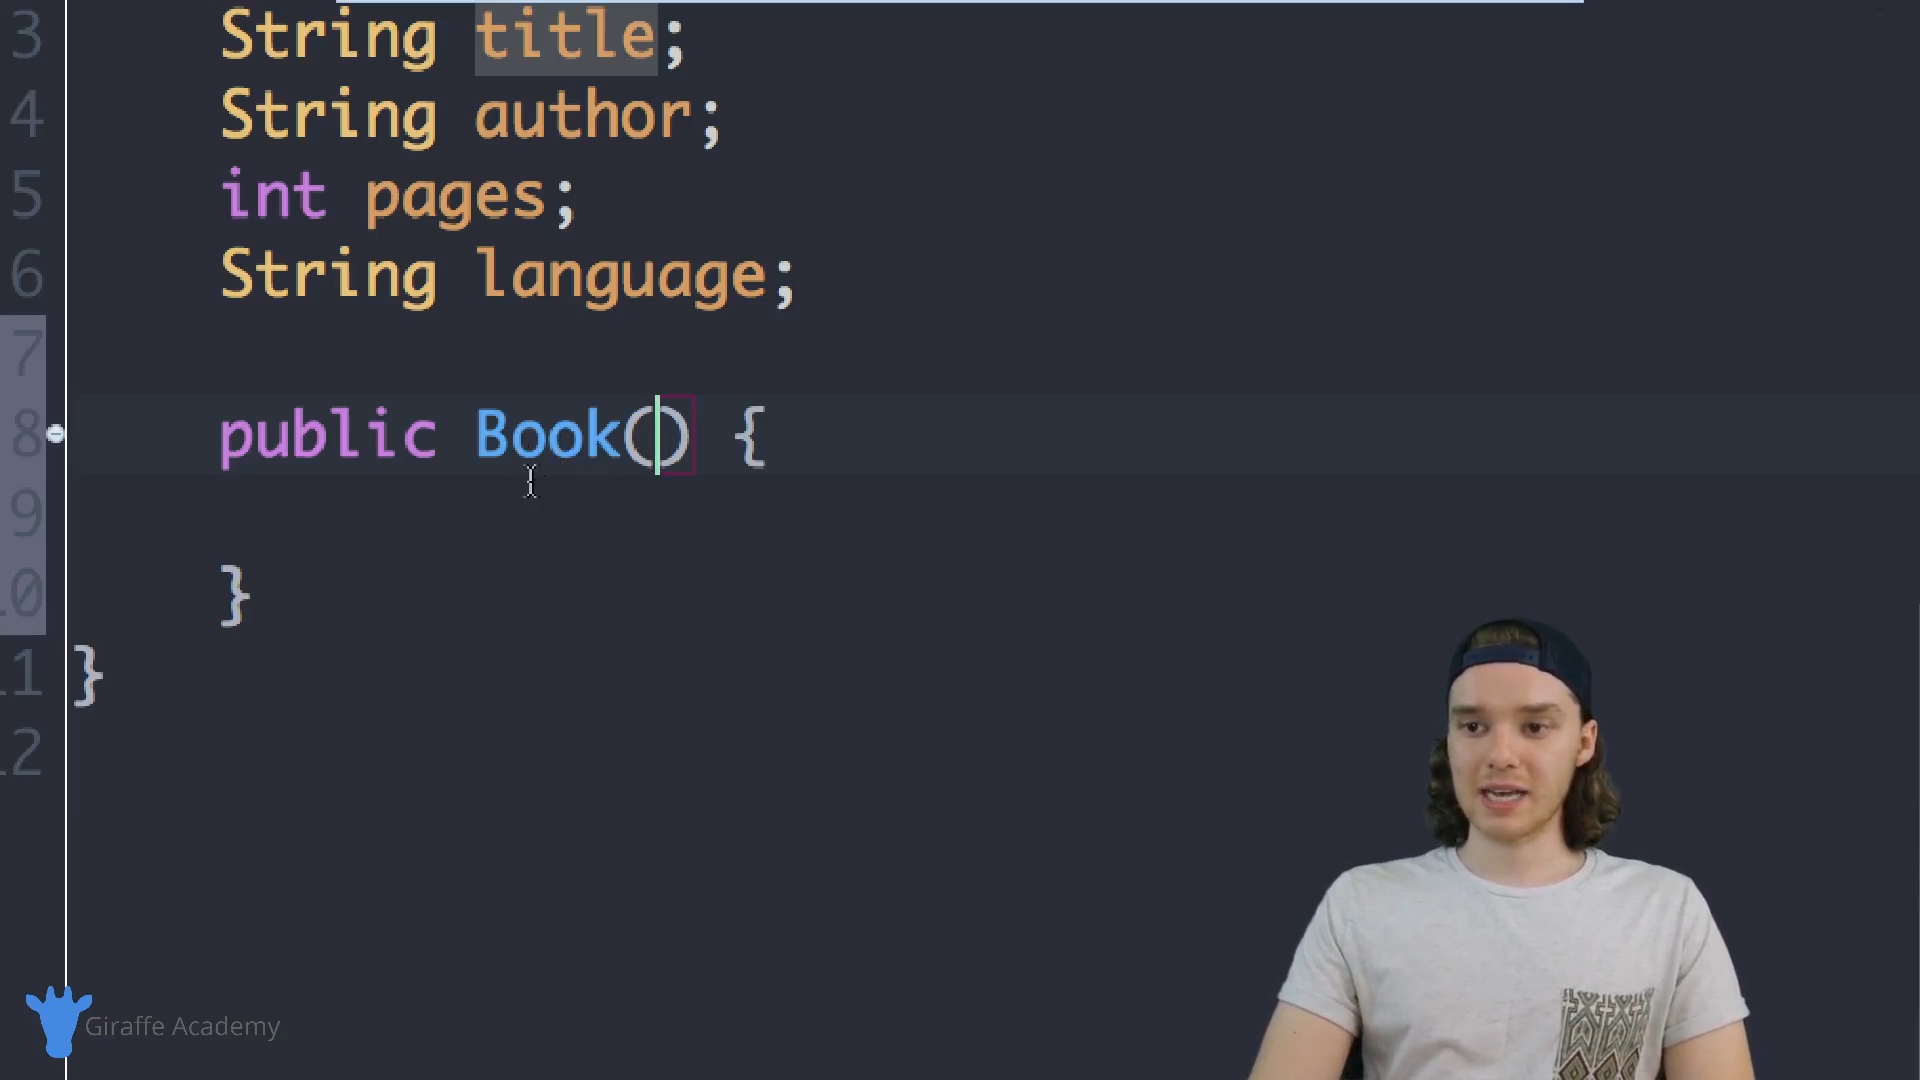 3 String title;
4 String author;
5 int pages;
6 String language;
7
8 public Book() {
9
10 }
11 }
12
Giraffe Academy